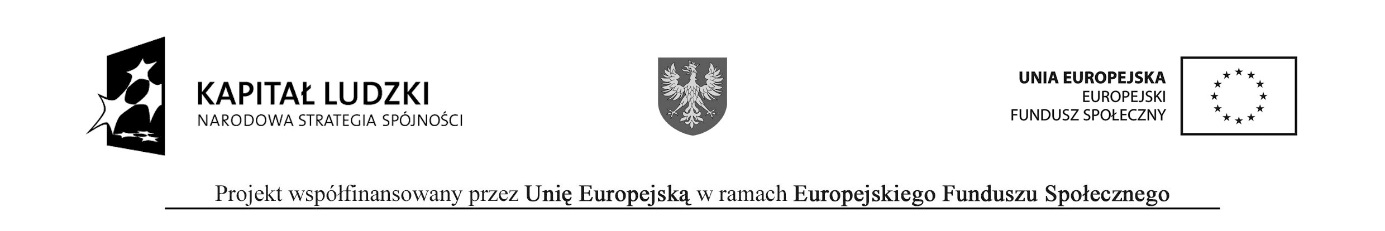 KAPITAŁ LUDZKI
NARODOWA STRATEGIA SPÓJNOŚCI
UNIA EUROPEJSKA
EUROPEJSKI
FUNDUSZ SPOŁECZNY
Projekt współfinansowany przez Unię Europejską w ramach Europejskiego Funduszu Społecznego